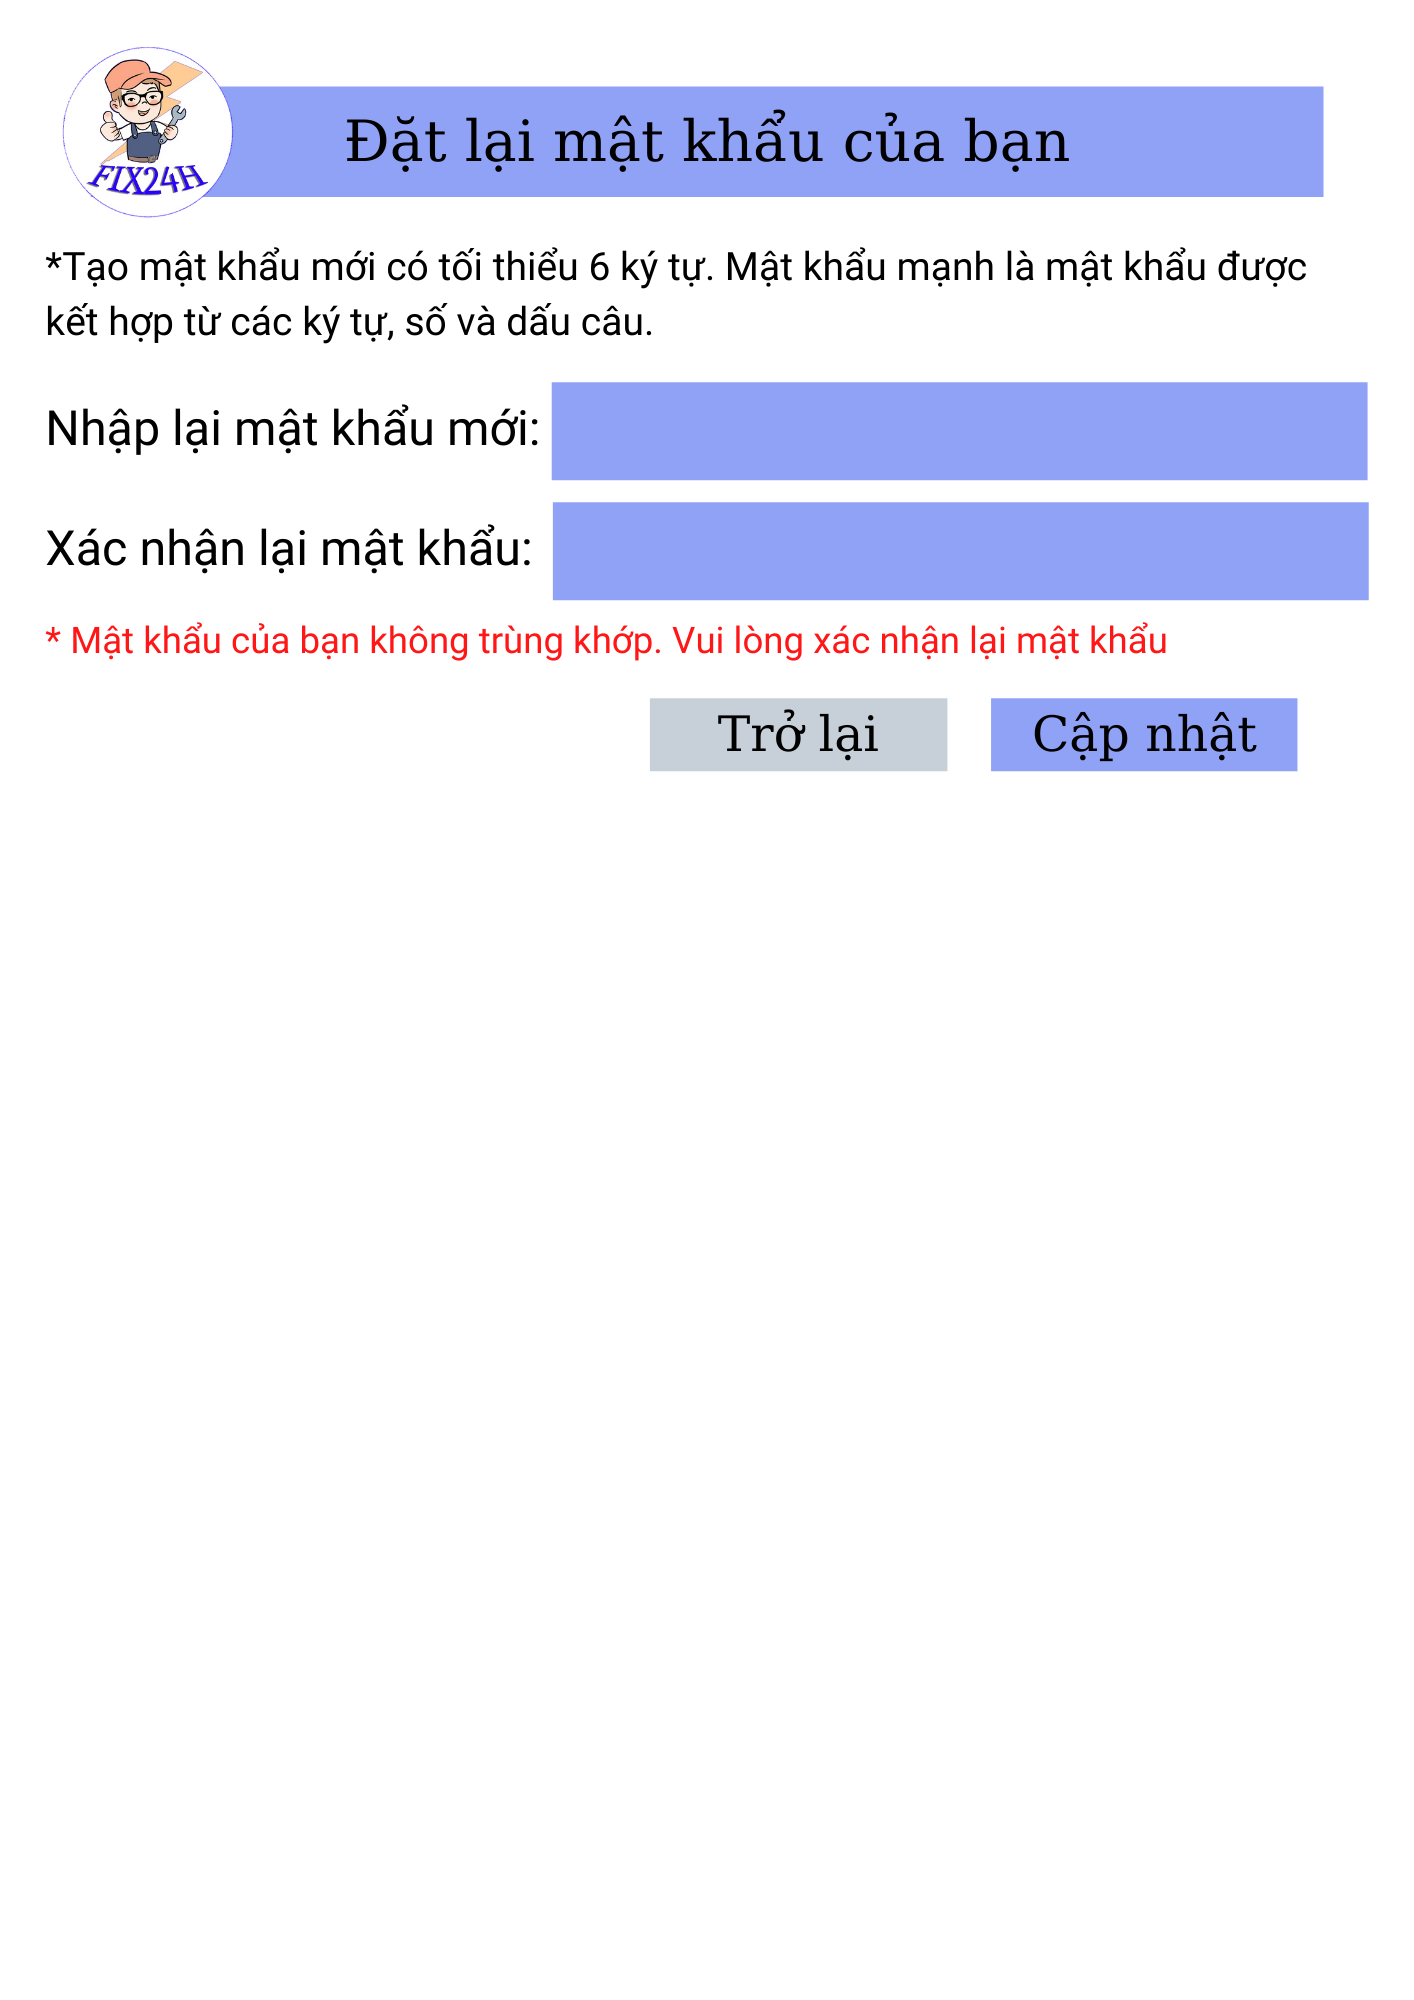 FIX24H
Đặt lại mật khẩu của bạn
*Tạo mật khẩu mới có tối thiểu 6 ký tự. Mật khẩu mạnh là mật khẩu được
kết hợp từ các ký tự, số và dấu câu.
Nhập lại mật khẩu mới:
Xác nhận lại mật khẩu:
* Mật khẩu của bạn không trùng khớp. Vui lòng xác nhận lại mật khẩu
Trở lại
Cập nhật